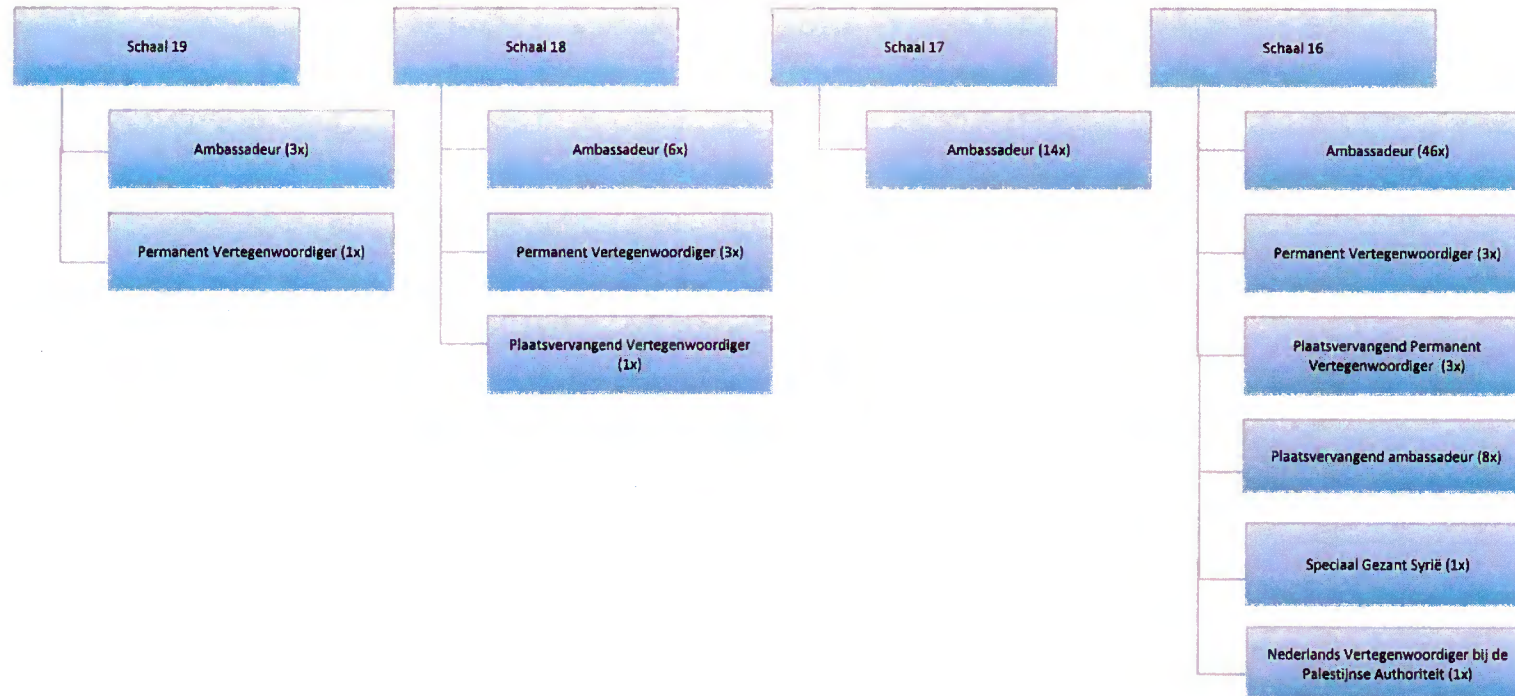 Schaal 19
Ambassadeur (3x)
Permanent Vertegenwoordiger (1x)
Schaal 18
Ambassadeur (6x)
Permanent Vertegenwoordiger (3x)
Plaatsvervangend Vertegenwoordiger
(1x)
Schaal 17
Ambassadeur (14x)
Schaal 16
Ambassadeur (46x)
Permanent Vertegenwoordiger (3x)
Plaatsvervangend Permanent
Vertegenwoordiger (3x)
Plaatsvervangend ambassadeur (8x)
Speciaal Gezant Syrië (1x)
Nederlands Vertegenwoordiger bij de
Palestijnse Authoriteit (1x)